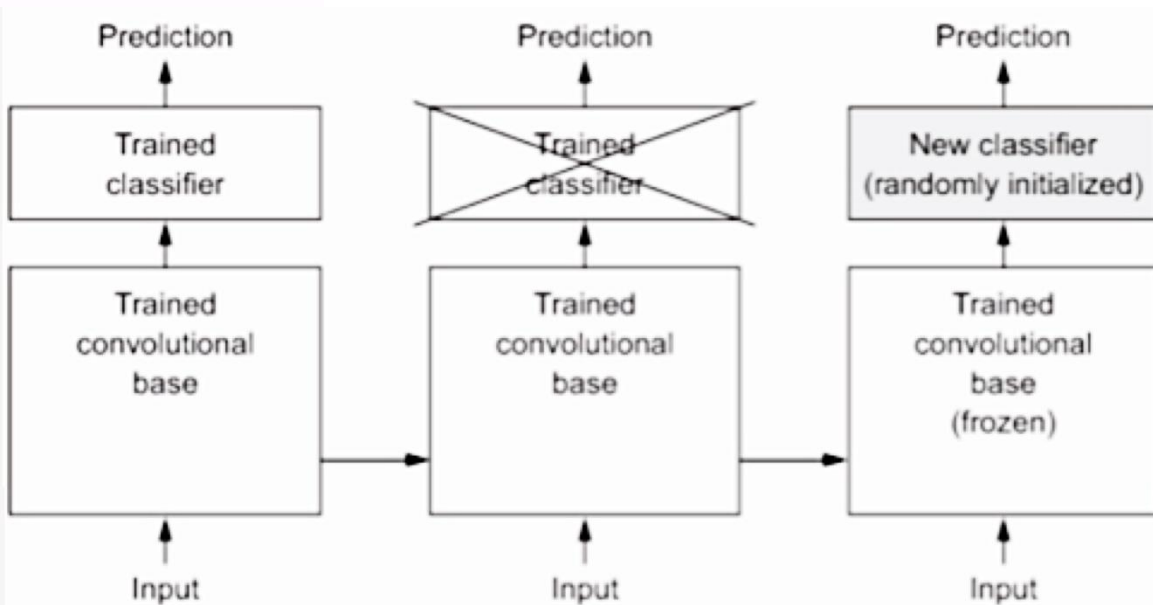 Prediction
Trained
classifier
Trained
convolutional
base
Input
Prediction
Trained
classifier
Trained
convolutional
base
Input
Prediction
New classifier
(randomly initialized)
Trained
convolutional
base
(frozen)
Input